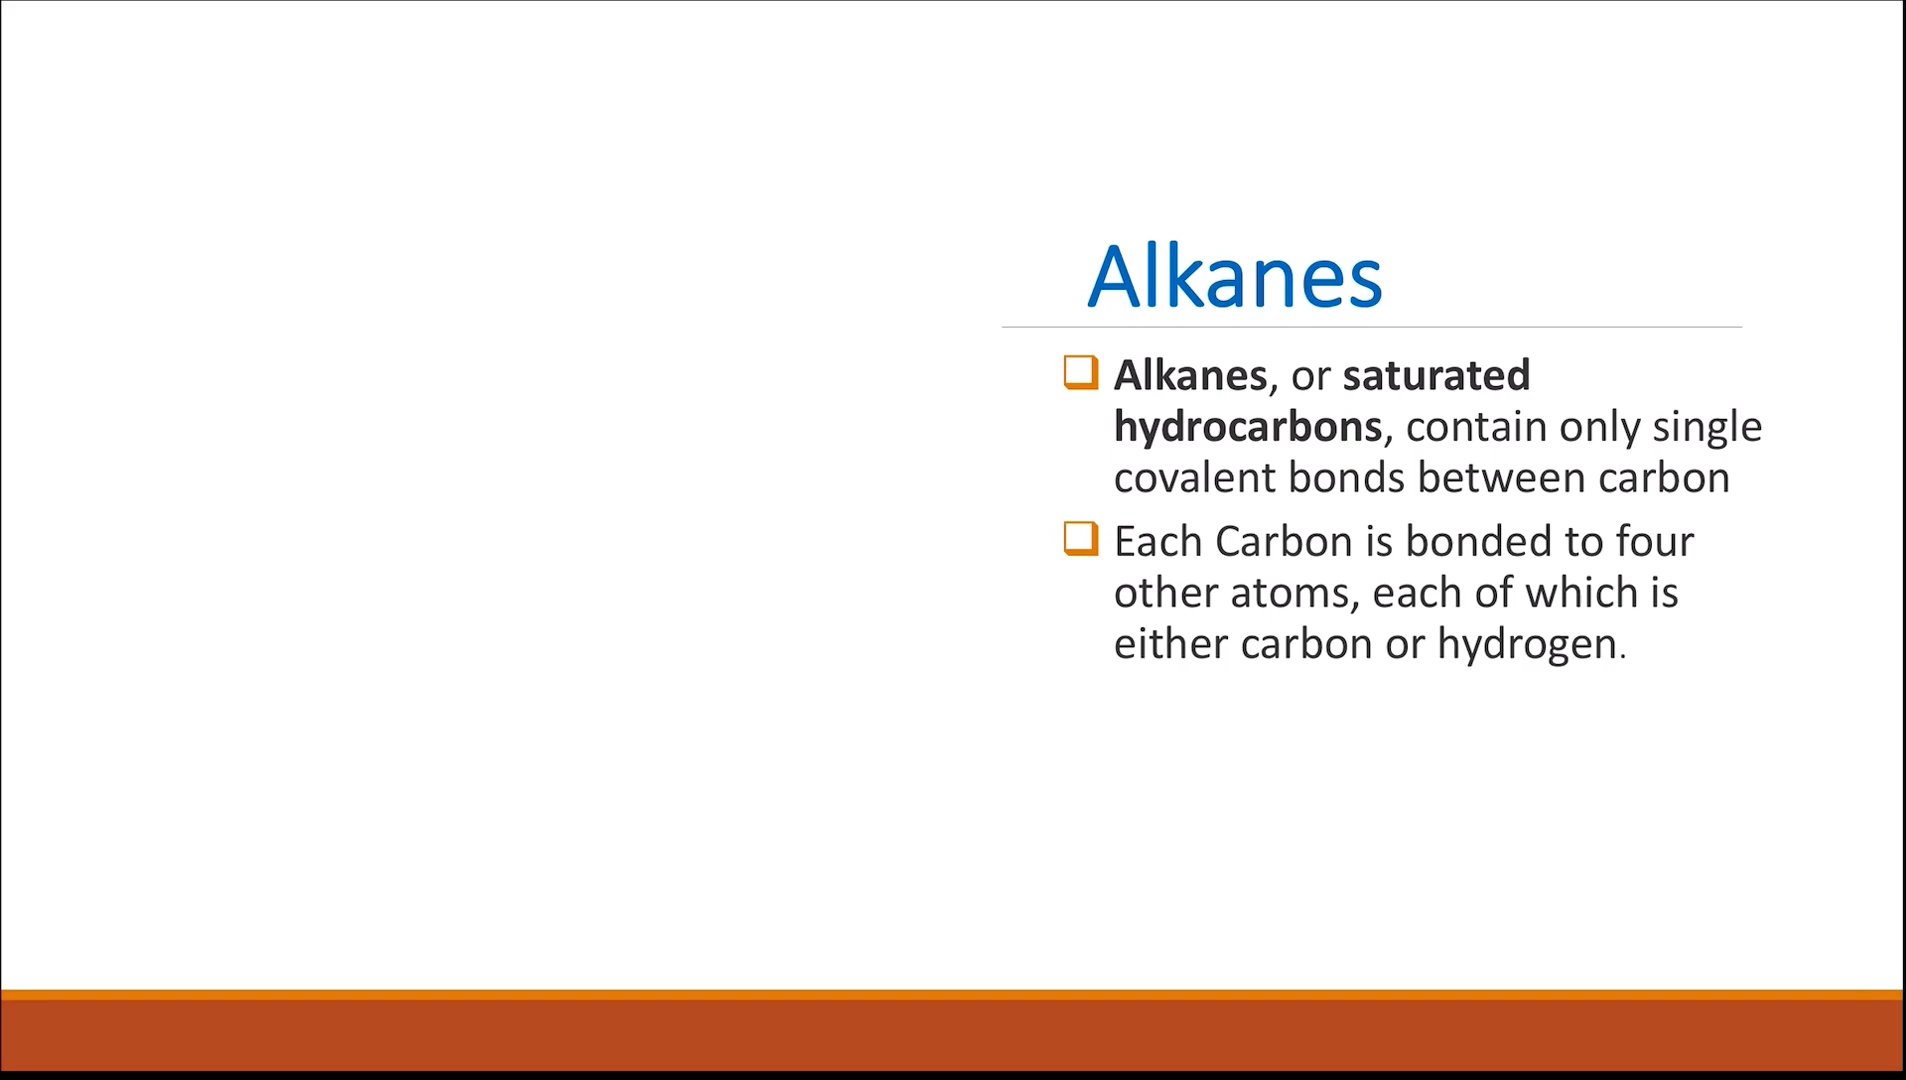 Alkanes
Alkanes, or saturated
hydrocarbons, contain only single
covalent bonds between carbon
Each Carbon is bonded to four
other atoms, each of which is
either carbon or hydrogen.